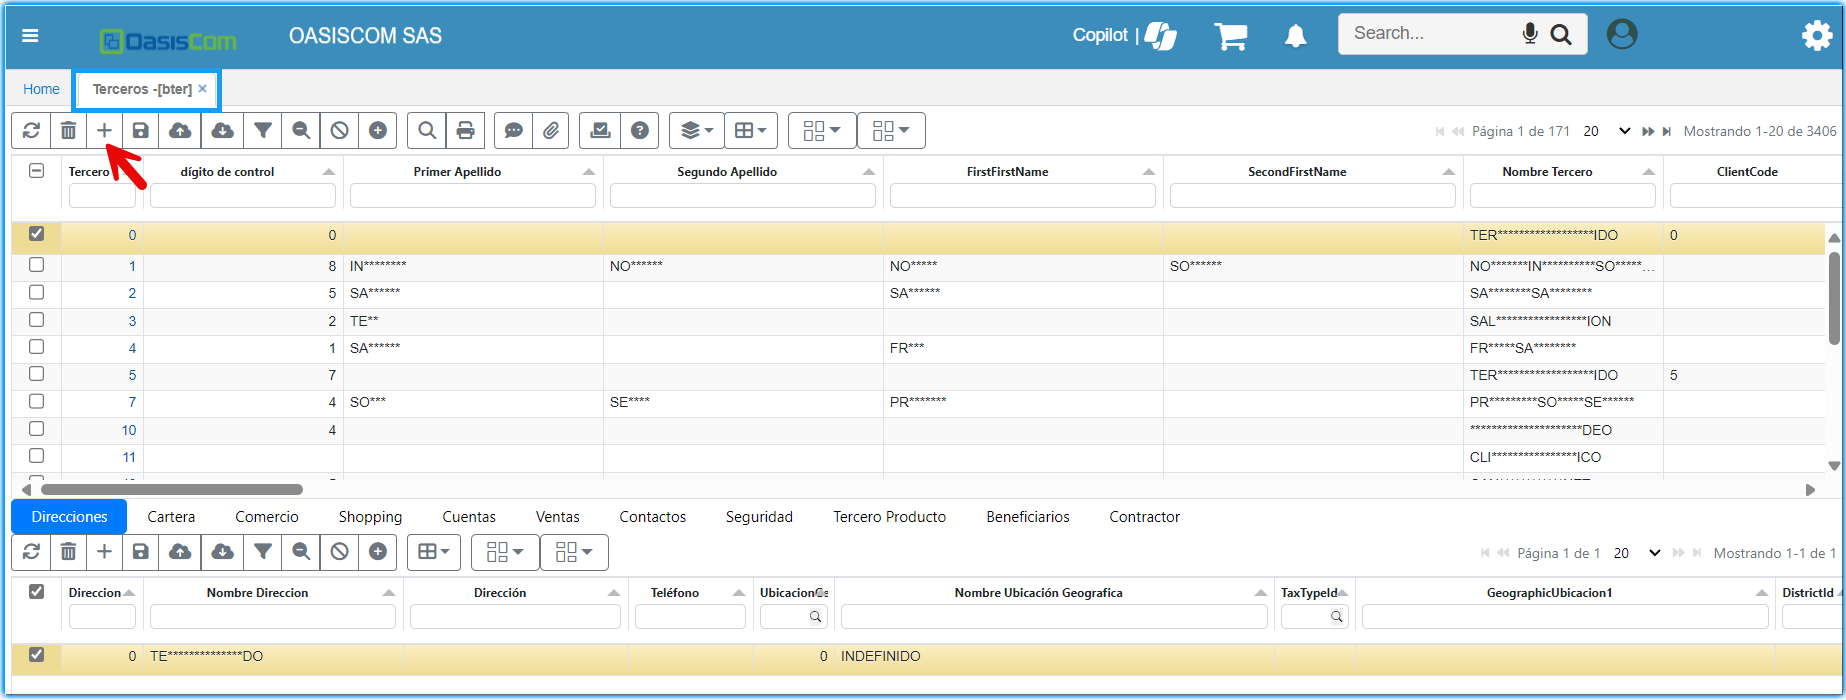 OasisCom
OASISCOM SAS
Copilot |
Search...
Home
Terceros -[bter] ×
Página 1 de 171 20 Mostrando 1-20 de 3406
Tercero dígito de control Primer Apellido Segundo Apellido FirstFirstName SecondFirstName Nombre Tercero ClientCode
0 0 TER******************IDO 0
1 8 IN******** NO****** NO***** SO****** NO*******IN**********SO*****...
2 5 SA****** SA****** SA********SA********
3 2 TE** SAL*****************ION
4 1 SA****** FR*** FR*****SA********
5 7 TER******************IDO 5
7 4 SO*** SE**** PR******* PR*********SO*****SE******
10 4 *********************DEO
11 CLI****************ICO
Direcciones Cartera Comercio Shopping Cuentas Ventas Contactos Seguridad Tercero Producto Beneficiarios Contractor
Página 1 de 1 20 Mostrando 1-1 de 1
Direccion Nombre Direccion Dirección Teléfono UbicacionGe Nombre Ubicación Geografica TaxTypeId GeographicUbicacion1 DistrictId
0 TE**************DO 0 INDEFINIDO